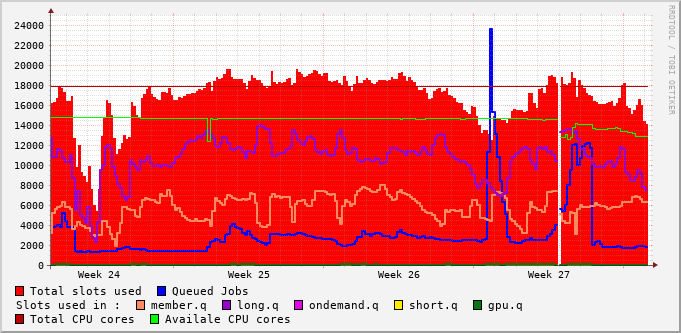 RRDTOOL / TOBI OETIKER
24000
22000
20000
18000
16000
14000
12000
10000
8000
6000
4000
2000
0
Week 24 Week 25 Week 26 Week 27
Total slots used Queued Jobs
Slots used in : member.q long.q ondemand.q short.q gpu.q
Total CPU cores Availale CPU cores